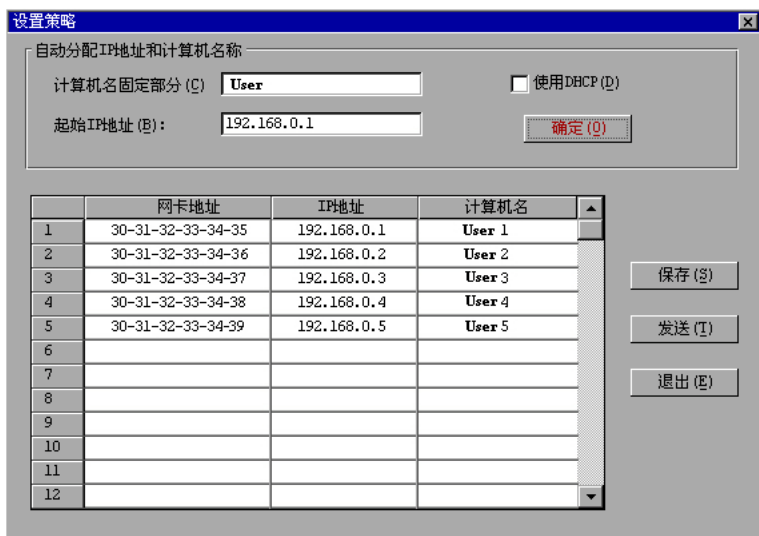 设置策略
自动分配IP地址和计算机名称
计算机名固定部分(C) User 使用DHCP(D)
起始IP地址(B): 192.168.0.1 确定(O)
网卡地址 IP地址 计算机名
1 30-31-32-33-34-35 192.168.0.1 User 1
2 30-31-32-33-34-36 192.168.0.2 User 2
3 30-31-32-33-34-37 192.168.0.3 User 3
4 30-31-32-33-34-38 192.168.0.4 User 4
5 30-31-32-33-34-39 192.168.0.5 User 5
6
7
8
9
10
11
12
保存(S)
发送(T)
退出(E)